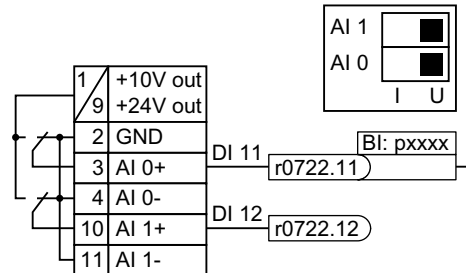 AI 1
AI 0
I U
1 +10V out
9 +24V out
2 GND
3 AI 0+
4 AI 0-
10 AI 1+
11 AI 1-
DI 11
r0722.11
BI: pxxxx
DI 12
r0722.12